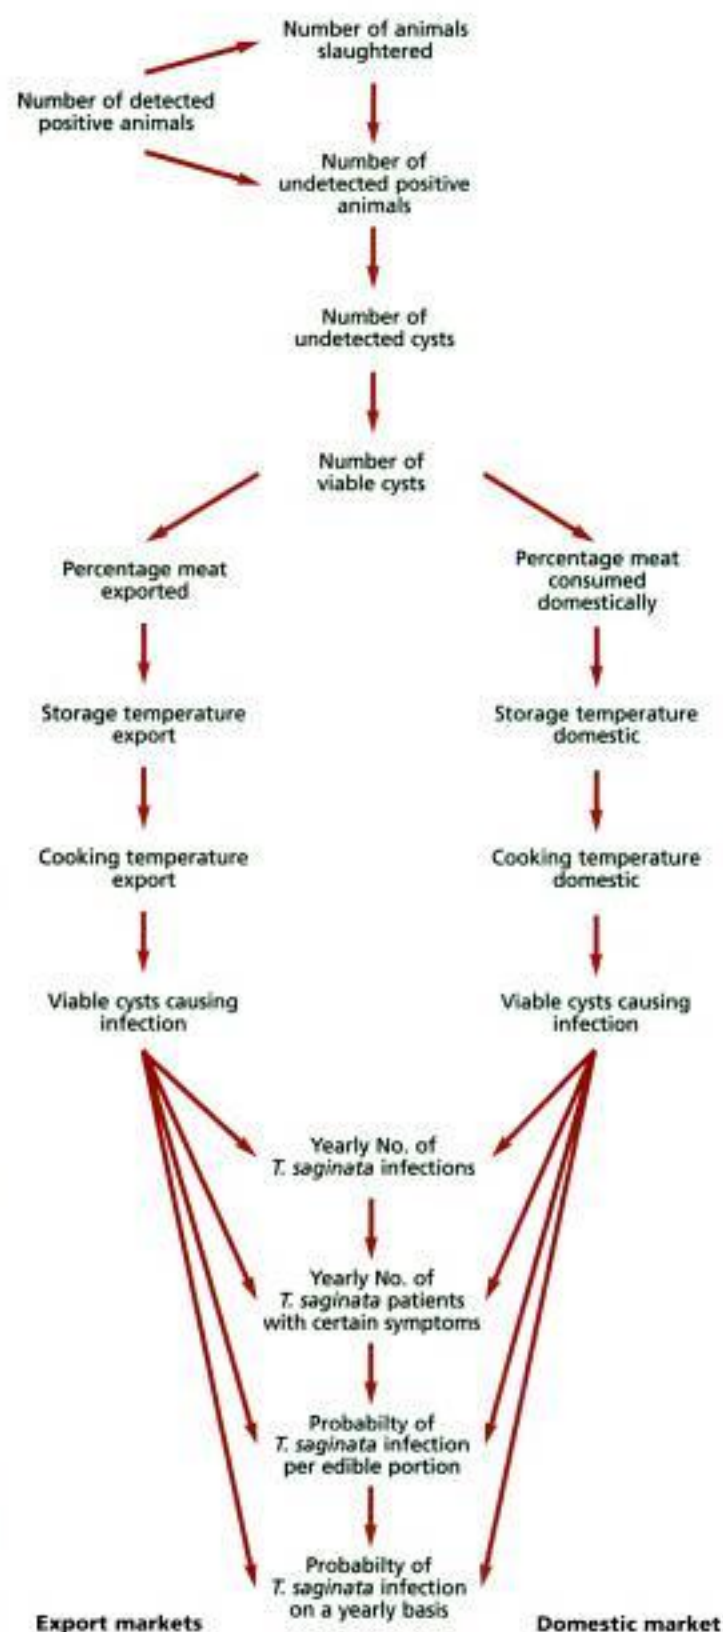 Number of animals
slaughtered
Number of detected
positive animals
Number of
undetected positive
animals
Number of
undetected cysts
Number of
viable cysts
Percentage meat
exported
Percentage meat
consumed
domestically
Storage temperature
export
Storage temperature
domestic
Cooking temperature
export
Cooking temperature
domestic
Viable cysts causing
infection
Viable cysts causing
infection
Yearly No. of
T. saginata infections
Yearly No. of
T. saginata patients
with certain symptoms
Probabilty of
T. saginata infection
per edible portion
Probabilty of
T. saginata infection
on a yearly basis
Export markets
Domestic market